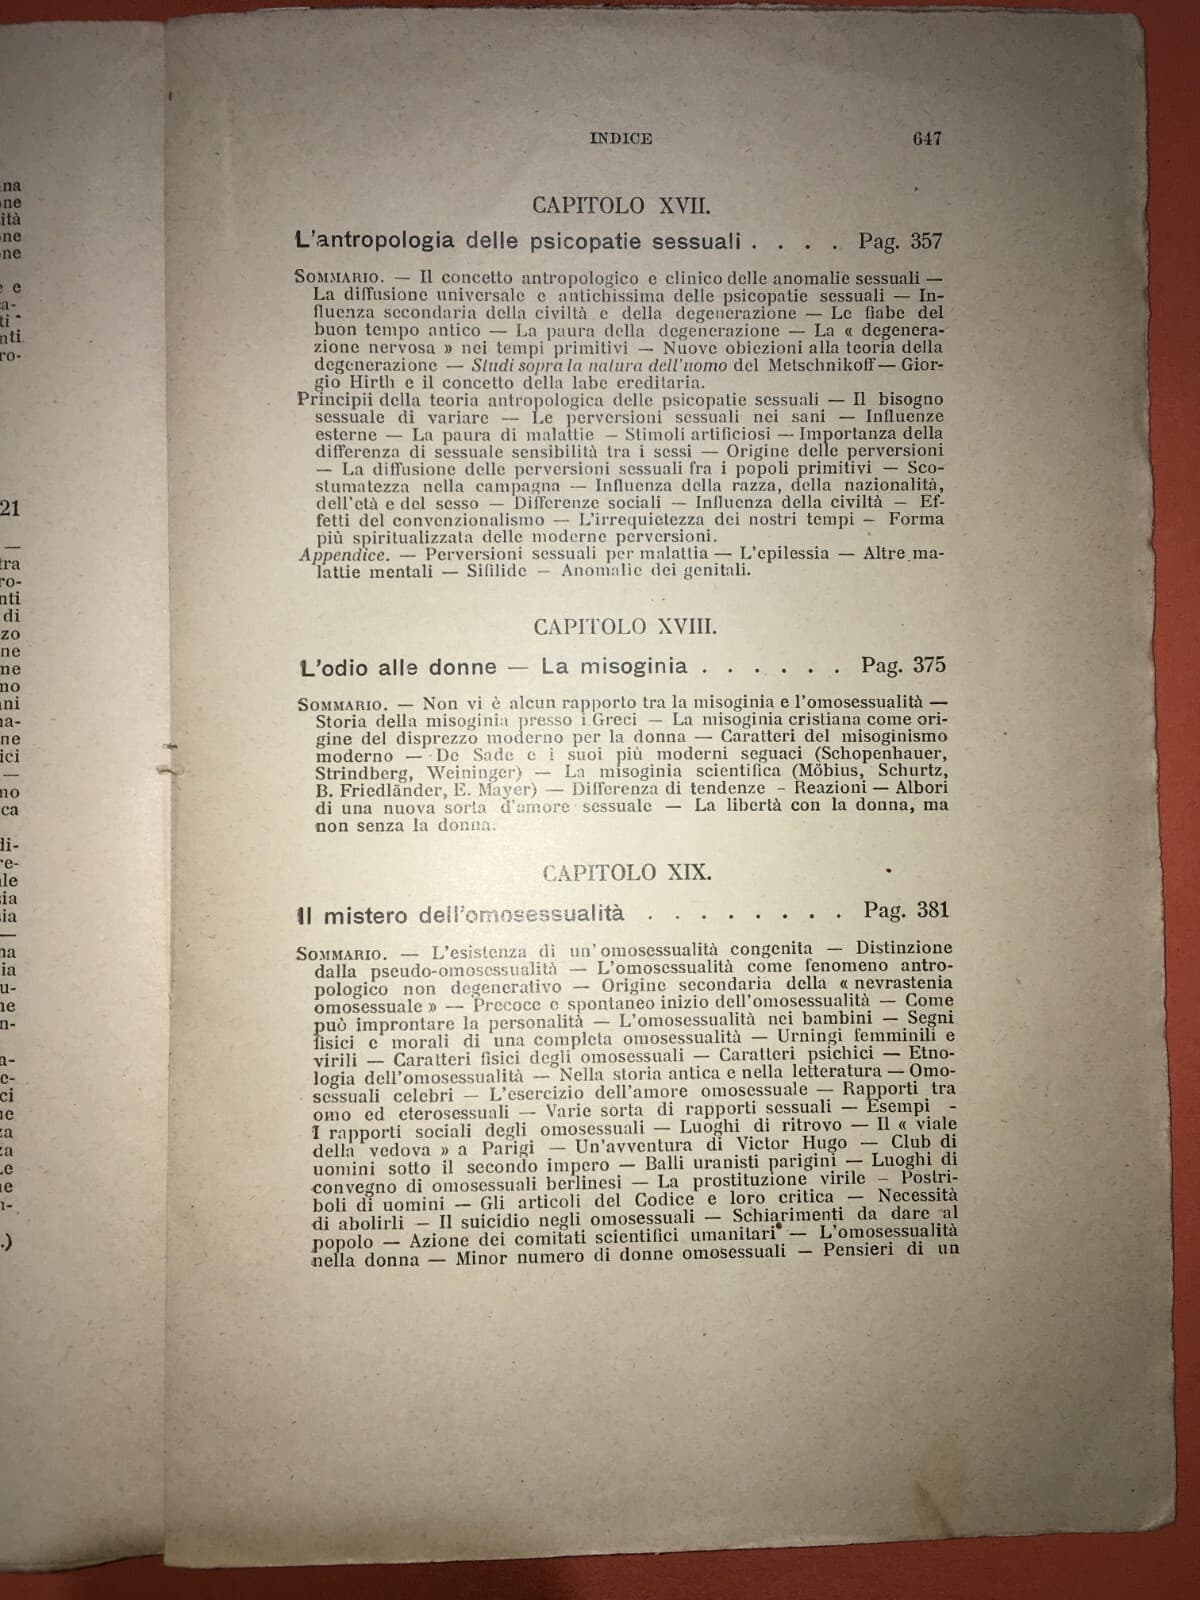 INDICE 647
CAPITOLO XVII.
L'antropologia delle psicopatie sessuali . . . . Pag. 357
SOMMARIO. — Il concetto antropologico e clinico delle anomalie sessuali —
La diffusione universale e antichissima delle psicopatie sessuali — In-
fluenza secondaria della civiltà e della degenerazione — Le fiabe del
buon tempo antico — La paura della degenerazione — La « degenera-
zione nervosa » nei tempi primitivi — Nuove obiezioni alla teoria della
degenerazione — Studi sopra la natura dell'uomo del Metschnikoff — Gior-
gio Hirth e il concetto della labe ereditaria.
Principii della teoria antropologica delle psicopatie sessuali — Il bisogno
sessuale di variare — Le perversioni sessuali nei sani — Influenze
esterne — La paura di malattie — Stimoli artificiosi — Importanza della
differenza di sessuale sensibilità tra i sessi — Origine delle perversioni
— La diffusione delle perversioni sessuali fra i popoli primitivi — Sco-
stumatezza nella campagna — Influenza della razza, della nazionalità,
dell'età e del sesso — Differenze sociali — Influenza della civiltà — Ef-
fetti del convenzionalismo — L'irrequietezza dei nostri tempi — Forma
più spiritualizzata delle moderne perversioni.
Appendice. — Perversioni sessuali per malattia — L'epilessia — Altre ma-
lattie mentali — Sifilide — Anomalie dei genitali.
CAPITOLO XVIII.
L'odio alle donne — La misoginia . . . . . . Pag. 375
SOMMARIO. — Non vi è alcun rapporto tra la misoginia e l'omosessualità —
Storia della misoginia presso i Greci — La misoginia cristiana come ori-
gine del disprezzo moderno per la donna — Caratteri del misoginismo
moderno — De Sade e i suoi più moderni seguaci (Schopenhauer,
Strindberg, Weininger) — La misoginia scientifica (Möbius, Schurtz,
B. Friedländer, E. Mayer) — Differenza di tendenze - Reazioni — Albori
di una nuova sorta d'amore sessuale — La libertà con la donna, ma
non senza la donna.
CAPITOLO XIX.
Il mistero dell'omosessualità . . . . . . . . . Pag. 381
SOMMARIO. — L'esistenza di un'omosessualità congenita — Distinzione
dalla pseudo-omosessualità — L'omosessualità come fenomeno antro-
pologico non degenerativo — Origine secondaria della « nevrastenia
omosessuale » — Precoce e spontaneo inizio dell'omosessualità — Come
può improntare la personalità — L'omosessualità nei bambini — Segni
fisici e morali di una completa omosessualità — Urningi femminili e
virili — Caratteri fisici degli omosessuali — Caratteri psichici — Etno-
logia dell'omosessualità — Nella storia antica e nella letteratura — Omo-
sessuali celebri — L'esercizio dell'amore omosessuale — Rapporti tra
omo ed eterosessuali — Varie sorta di rapporti sessuali — Esempi -
I rapporti sociali degli omosessuali — Luoghi di ritrovo — Il « viale
della vedova » a Parigi — Un'avventura di Victor Hugo — Club di
uomini sotto il secondo impero — Balli uranisti parigini — Luoghi di
convegno di omosessuali berlinesi — La prostituzione virile - Postri-
boli di uomini — Gli articoli del Codice e loro critica — Necessità
di abolirli — Il suicidio negli omosessuali — Schiarimenti da dare al
popolo — Azione dei comitati scientifici umanitari — L'omosessualità
nella donna — Minor numero di donne omosessuali — Pensieri di un